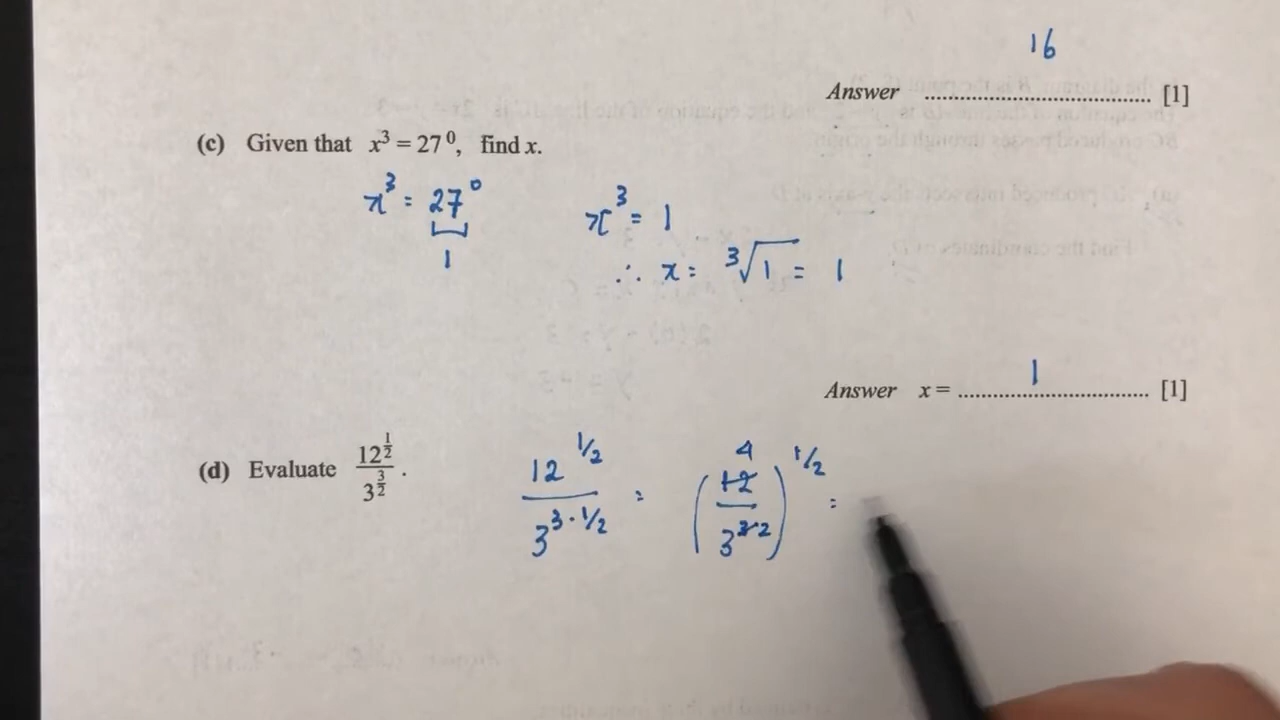 16
Answer ........................................ [1]
(c) Given that x³ = 27⁰, find x.
x³ = 27⁰
1
x³ = 1
∴ x = ³√1 = 1
1
Answer x = .................................. [1]
(d) Evaluate 12^(1/2) / 3^(3/2) .
12^(1/2) / 3^(3·1/2) = (12 4 / 3^(3 2))^(1/2) =